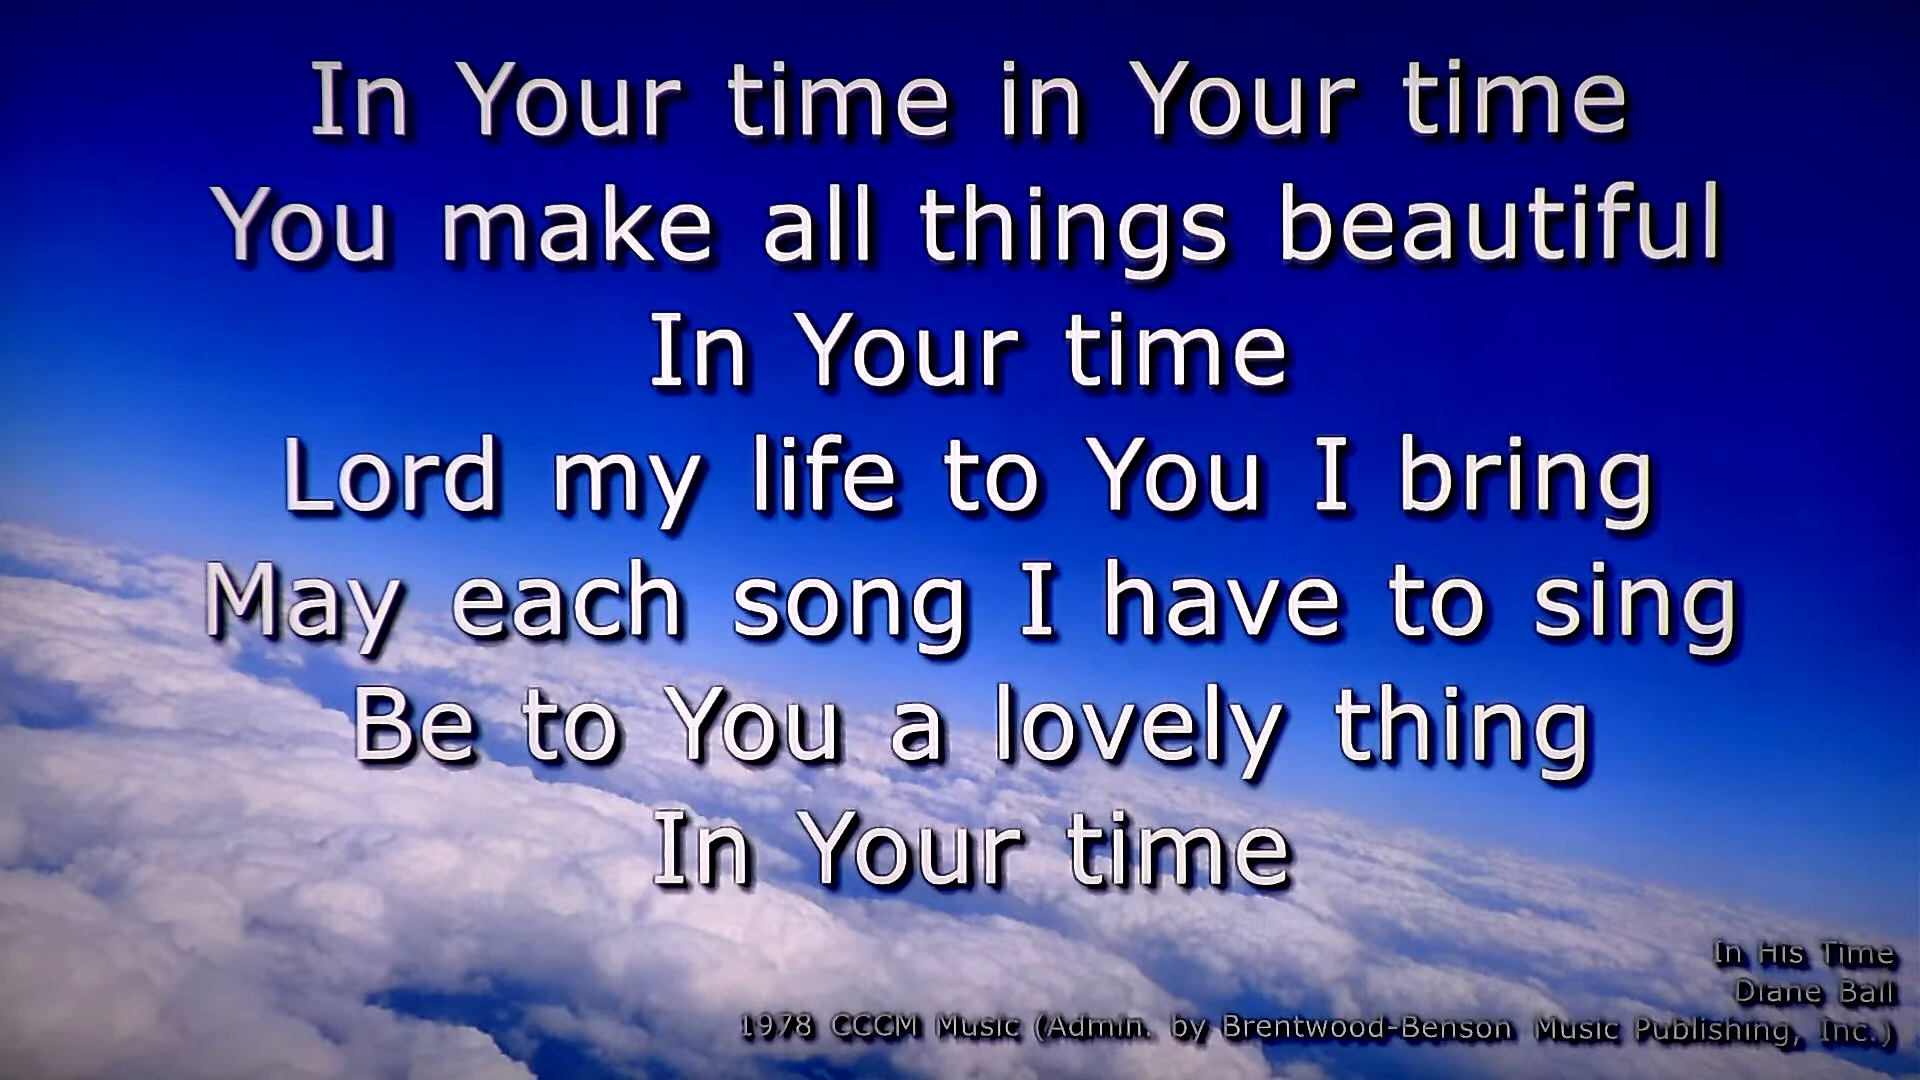 In Your time in Your time
You make all things beautiful
In Your time
Lord my life to You I bring
May each song I have to sing
Be to You a lovely thing
In Your time
In His Time
Diane Ball
1978 CCCM Music (Admin. by Brentwood-Benson Music Publishing, Inc.)